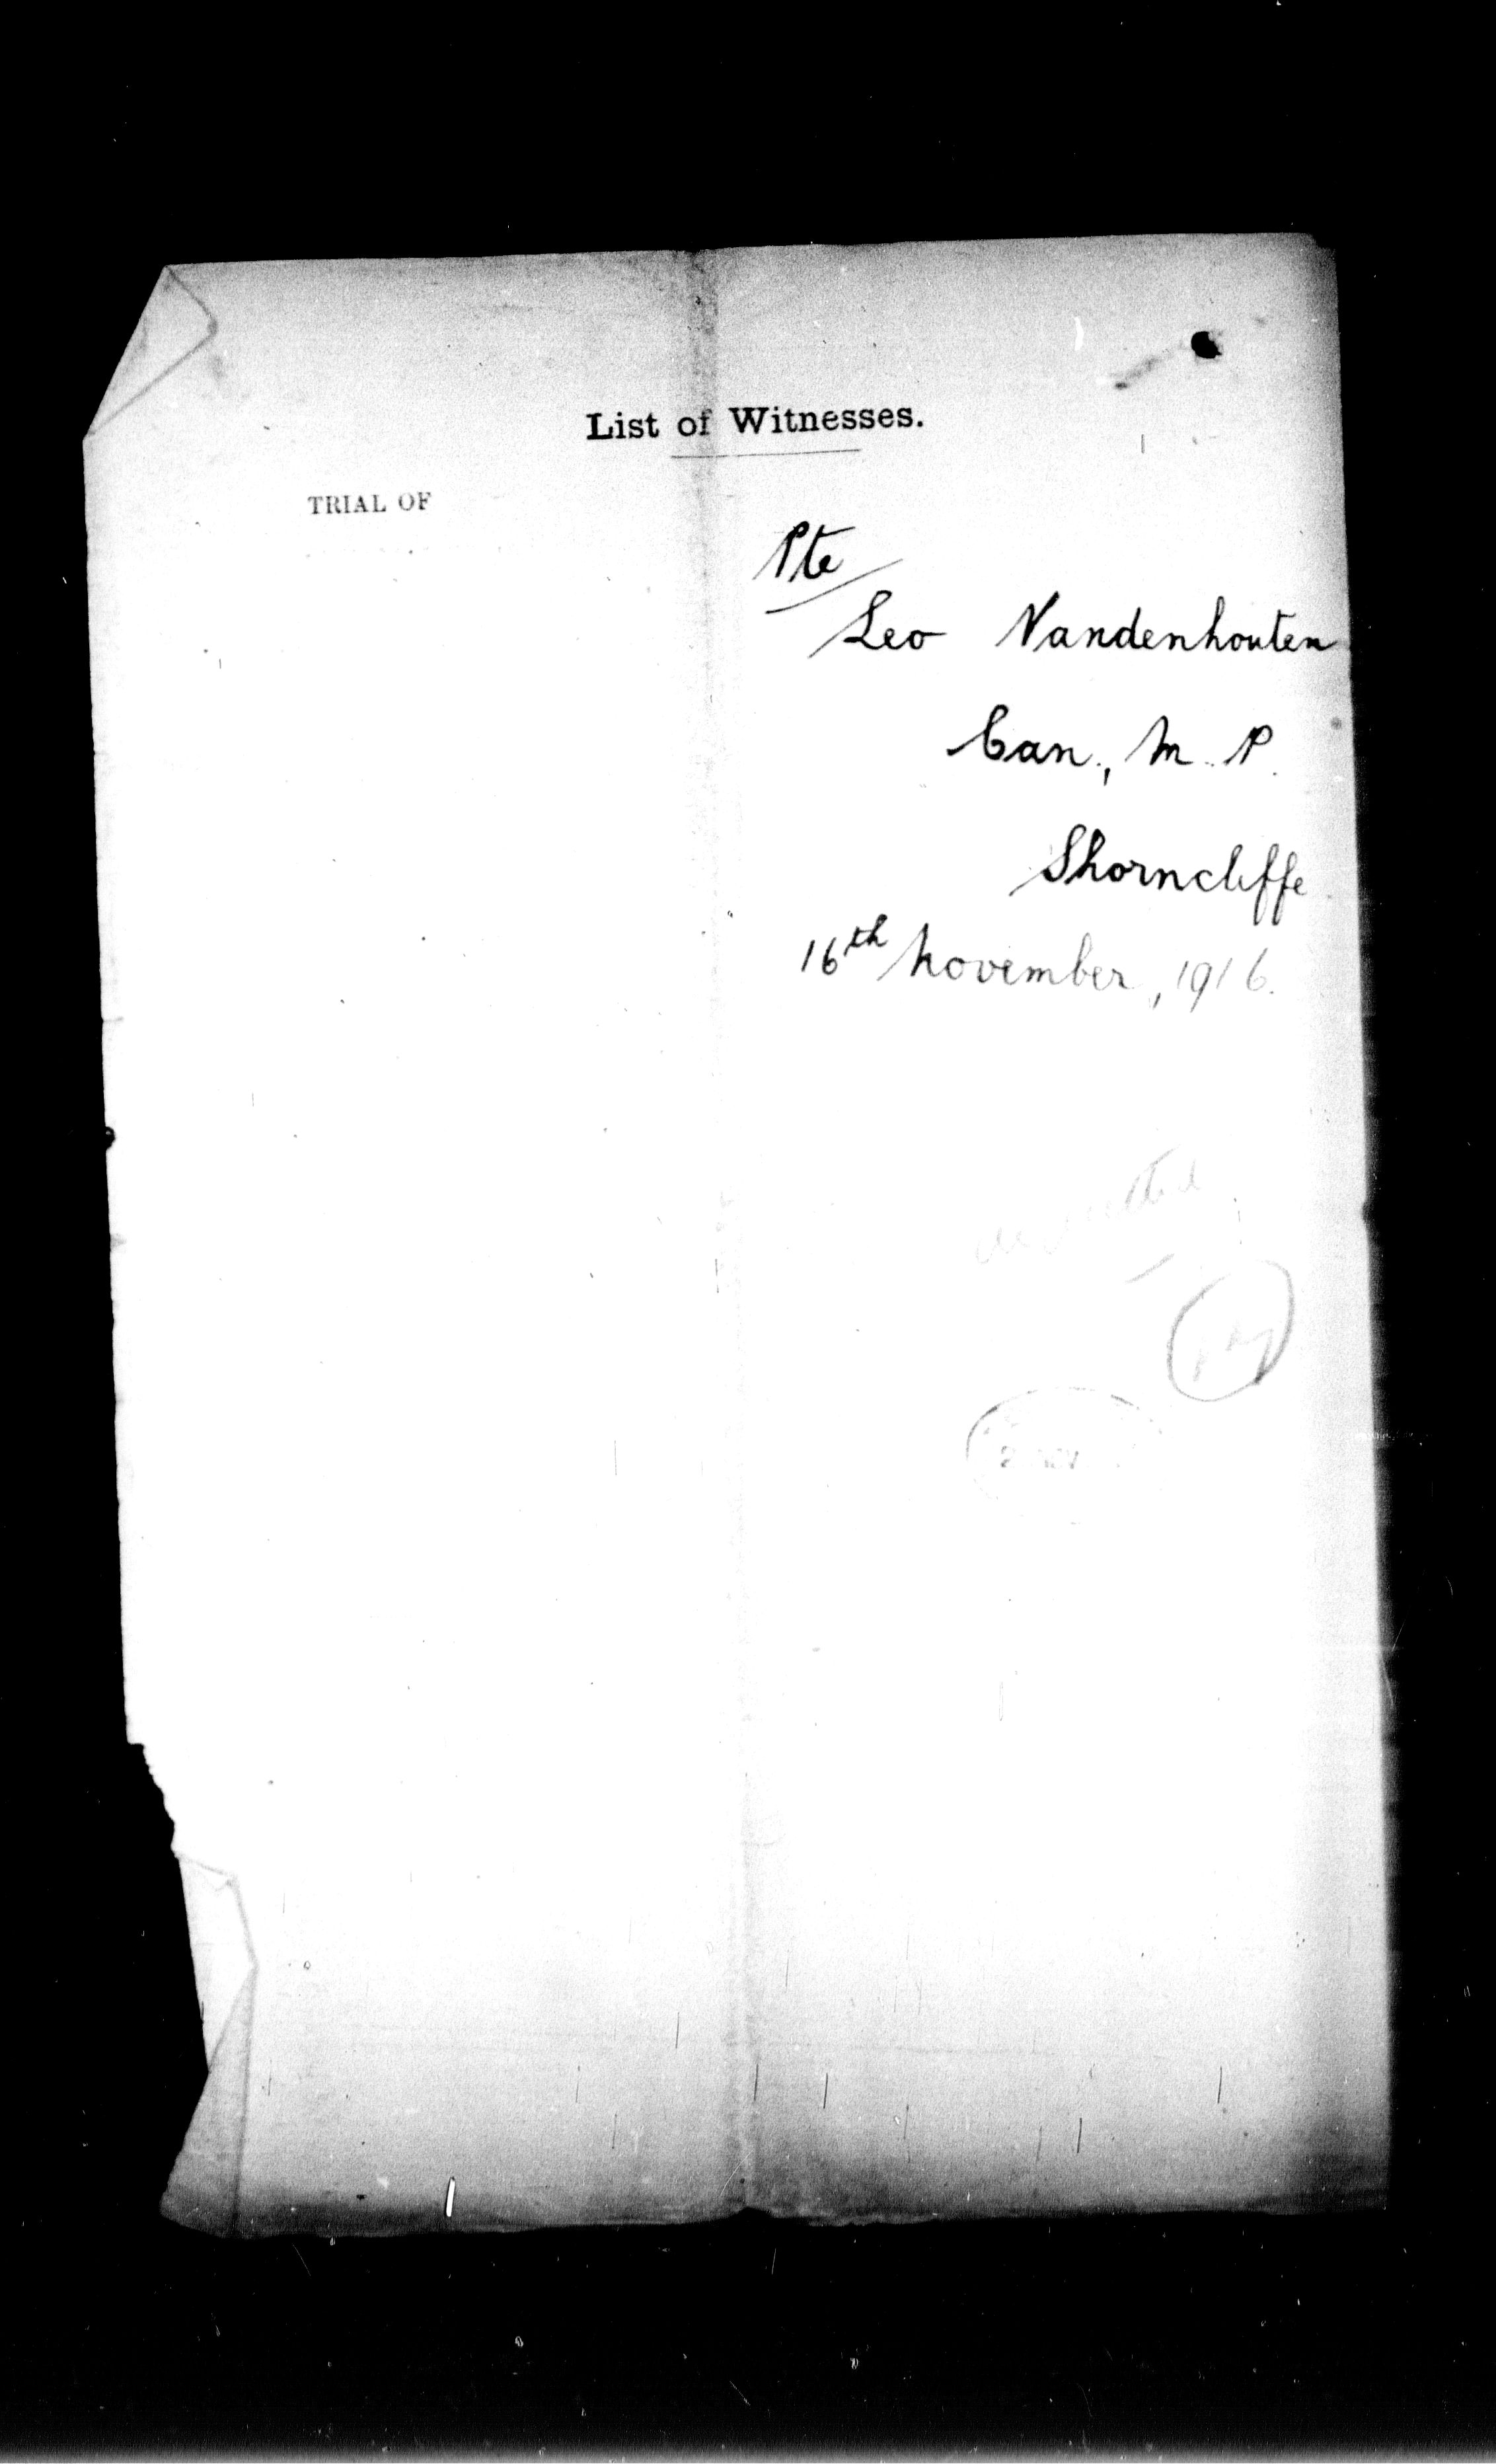 List of Witnesses.
TRIAL OF
Pte
Leo Vandenhouten
Can., M. P.
Shorncliffe
16th November, 1916.